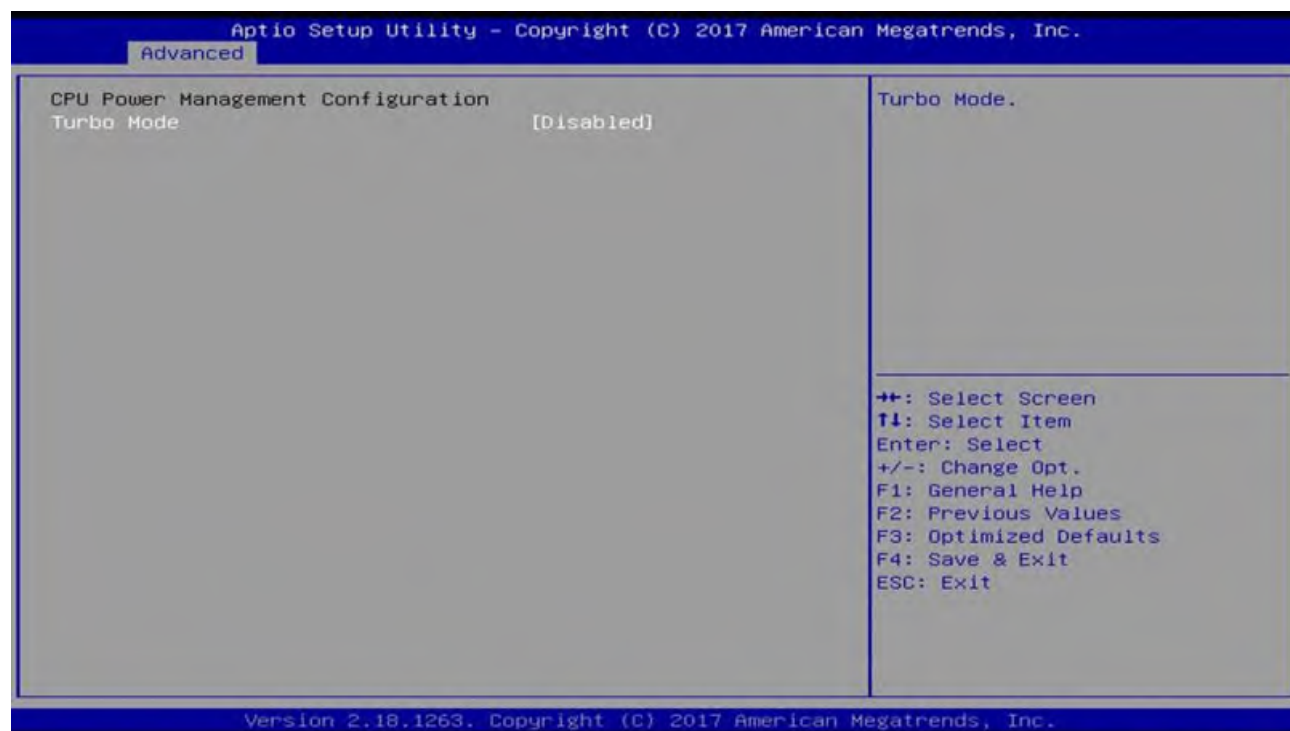 Aptio Setup Utility – Copyright (C) 2017 American Megatrends, Inc.
Advanced
CPU Power Management Configuration
Turbo Mode [Disabled]
Turbo Mode.
→←: Select Screen
↑↓: Select Item
Enter: Select
+/-: Change Opt.
F1: General Help
F2: Previous Values
F3: Optimized Defaults
F4: Save & Exit
ESC: Exit
Version 2.18.1263. Copyright (C) 2017 American Megatrends, Inc.